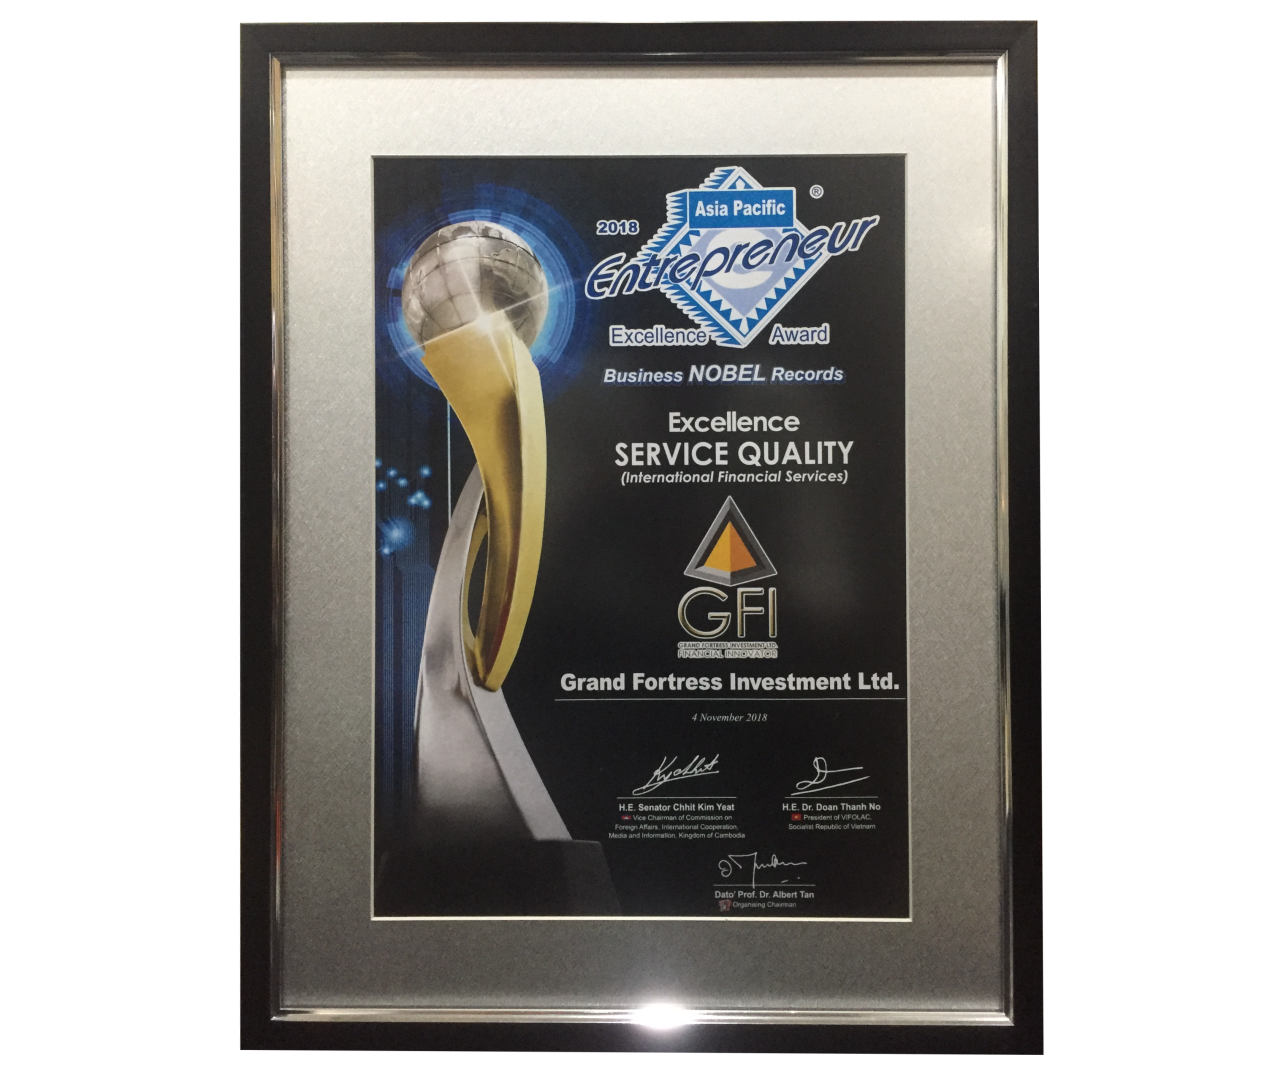 2018
Asia Pacific
®
Entrepreneur
Excellence Award
Business NOBEL Records
Excellence
SERVICE QUALITY
(International Financial Services)
GFI
GRAND FORTRESS INVESTMENT LTD.
FINANCIAL INNOVATOR
Grand Fortress Investment Ltd.
4 November 2018
H.E. Senator Chhit Kim Yeat
Vice Chairman of Commission on
Foreign Affairs, International Cooperation,
Media and Information, Kingdom of Cambodia
H.E. Dr. Doan Thanh No
President of VIFOLAC,
Socialist Republic of Vietnam
Dato' Prof. Dr. Albert Tan
Organising Chairman